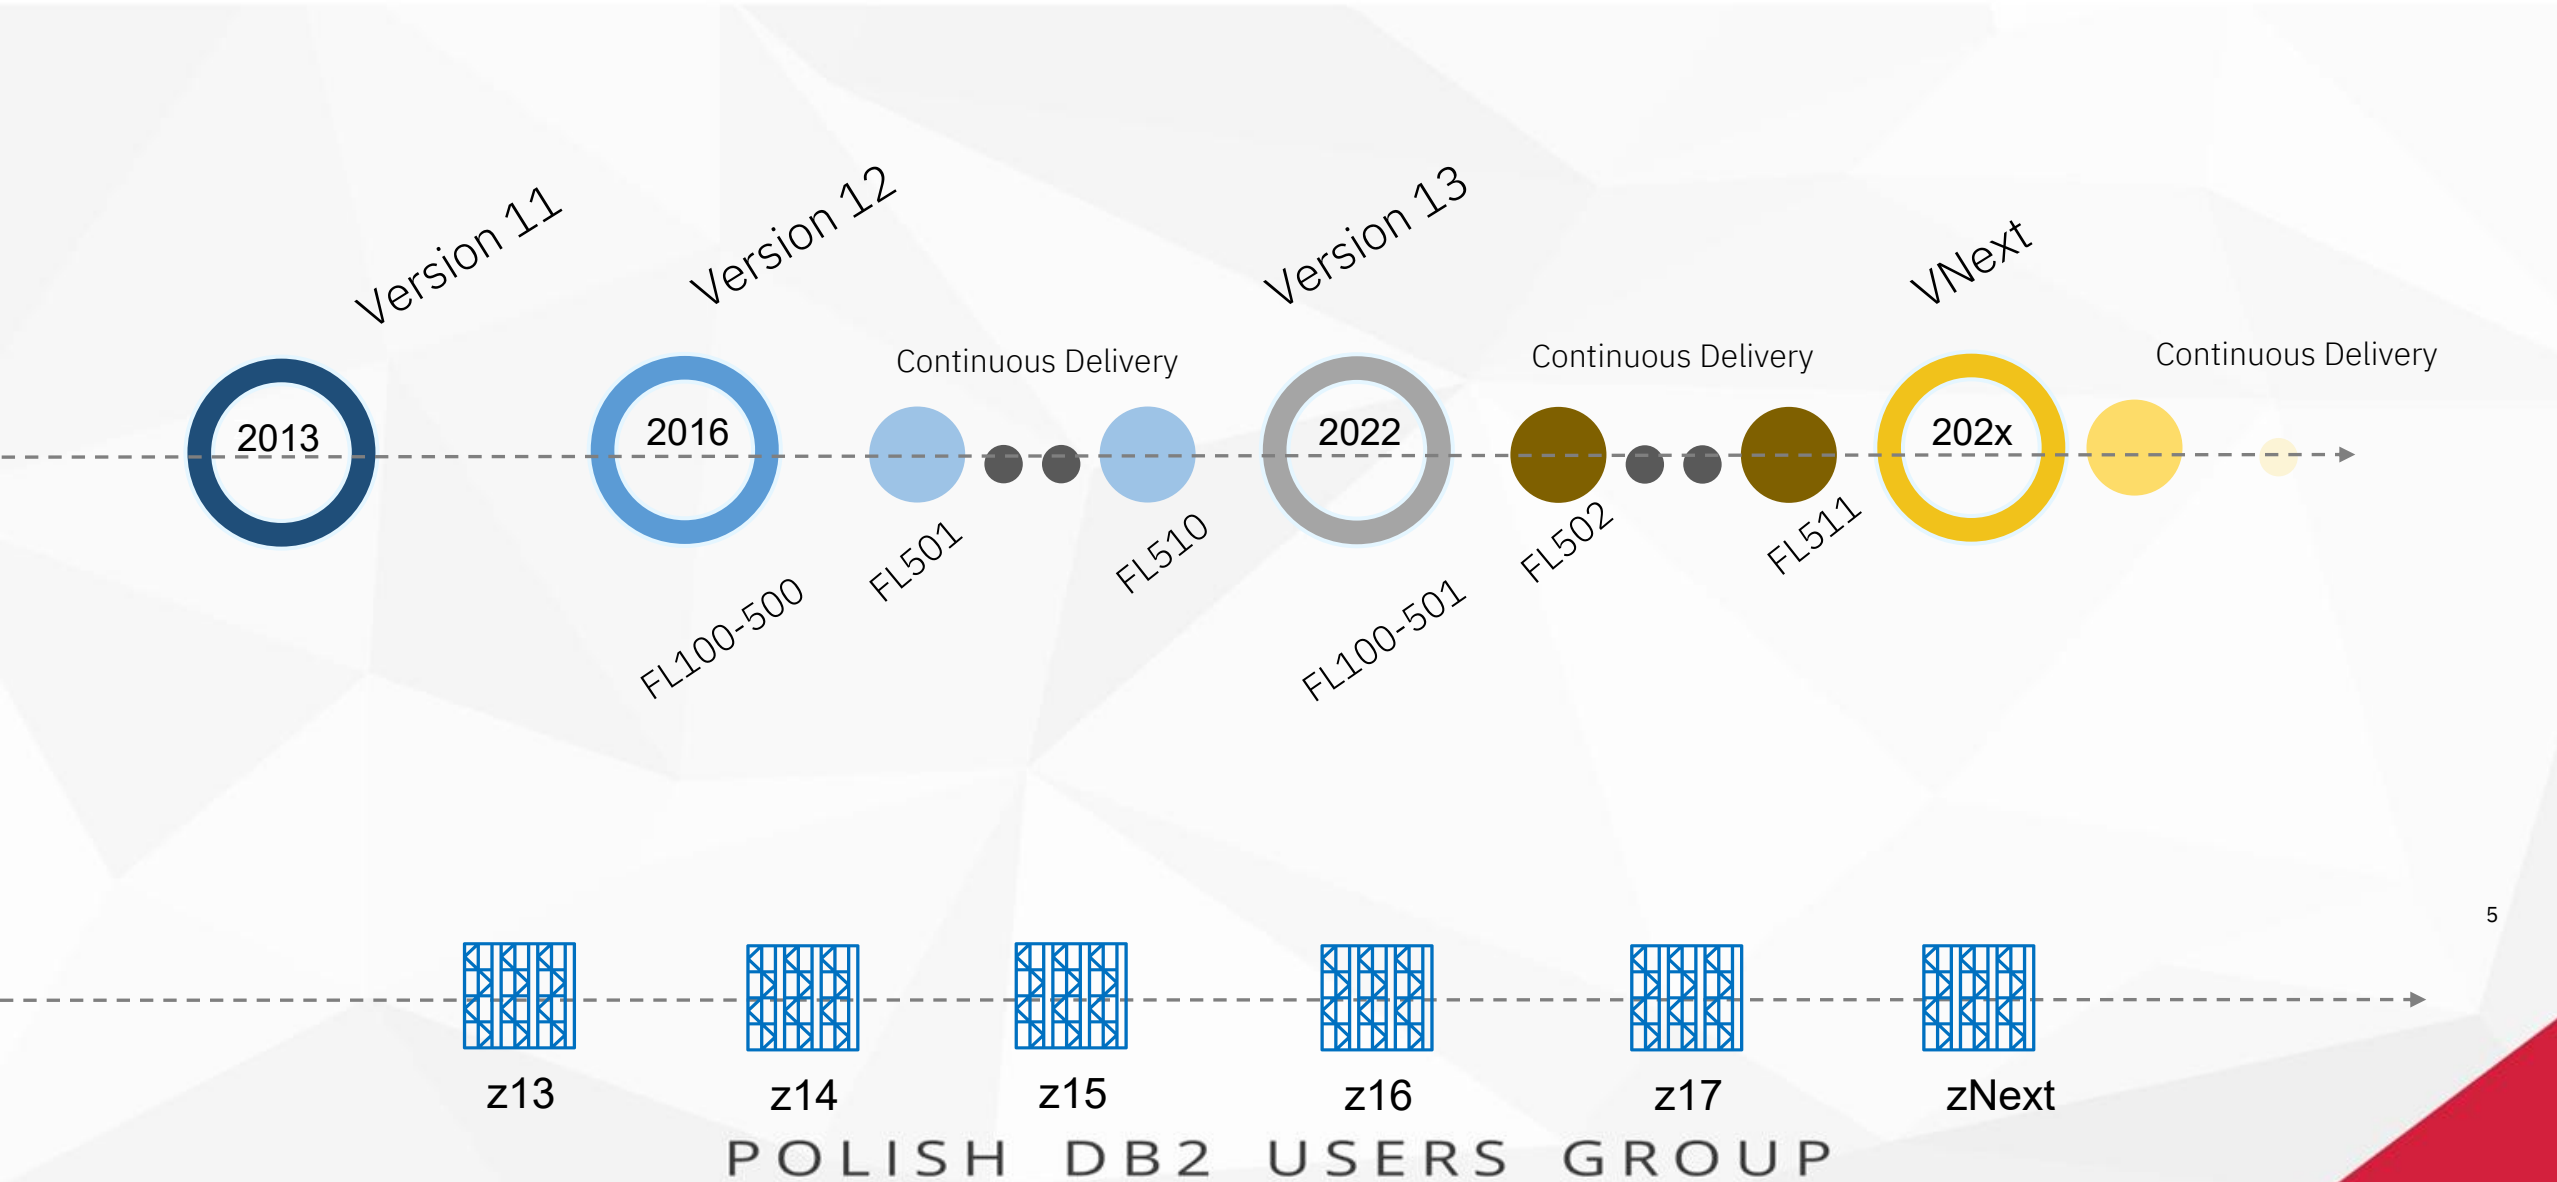 Version 11
Version 12
Version 13
VNext
Continuous Delivery
Continuous Delivery
Continuous Delivery
2013
2016
2022
202x
FL501
FL510
FL502
FL511
FL100-500
FL100-501
5
z13
z14
z15
z16
z17
zNext
POLISH DB2 USERS GROUP